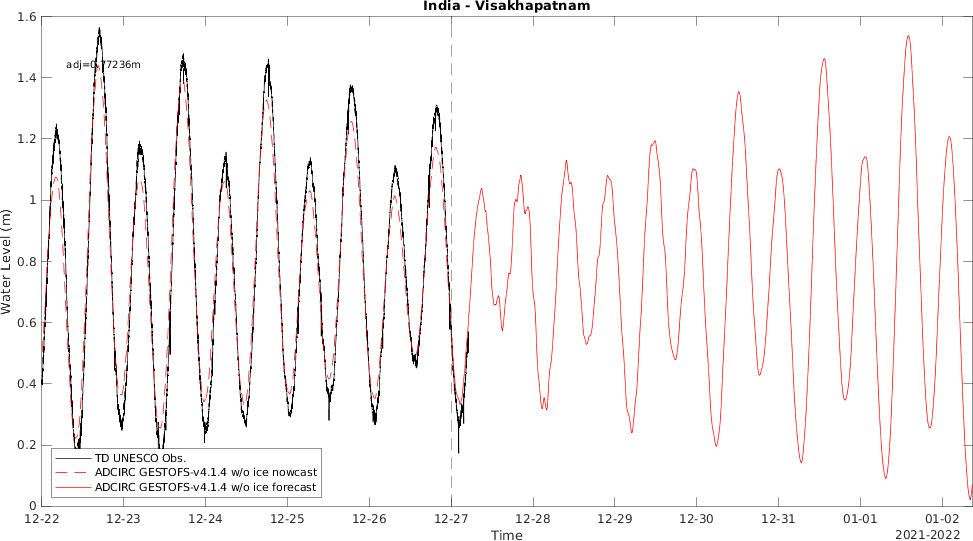 India - Visakhapatnam
1.6
1.4
1.2
1
0.8
0.6
0.4
0.2
0
Water Level (m)
adj=0.77236m
TD UNESCO Obs.
ADCIRC GESTOFS-v4.1.4 w/o ice nowcast
ADCIRC GESTOFS-v4.1.4 w/o ice forecast
12-22 12-23 12-24 12-25 12-26 12-27 12-28 12-29 12-30 12-31 01-01 01-02
Time
2021-2022